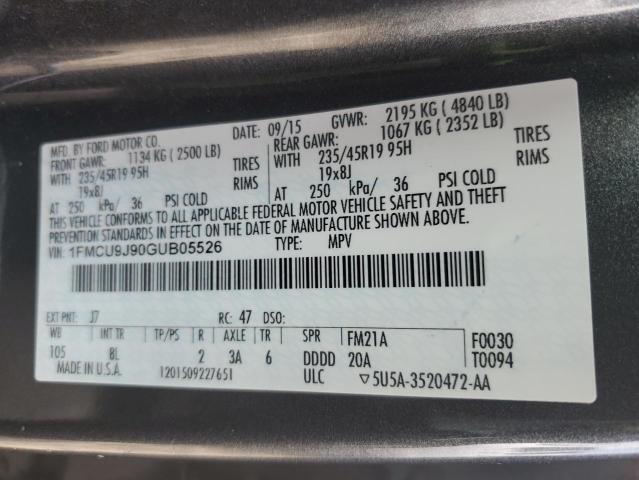 MFD. BY FORD MOTOR CO.
DATE: 09/15 GVWR: 2195 KG ( 4840 LB)
FRONT GAWR: 1134 KG ( 2500 LB) REAR GAWR: 1067 KG ( 2352 LB)
WITH 235/45R19 95H TIRES WITH 235/45R19 95H TIRES
19x8J RIMS 19x8J RIMS
AT 250 kPa/ 36 PSI COLD AT 250 kPa/ 36 PSI COLD
THIS VEHICLE CONFORMS TO ALL APPLICABLE FEDERAL MOTOR VEHICLE SAFETY AND THEFT
PREVENTION STANDARDS IN EFFECT ON THE DATE OF MANUFACTURE SHOWN ABOVE.
VIN: 1FMCU9J90GUB05526 TYPE: MPV
EXT PNT: J7 RC: 47 DSO:
WB INT TR TP/PS R AXLE TR SPR FM21A F0030
105 8L 2 3A 6 DDDD 20A T0094
MADE IN U.S.A. 1201509227651 ULC ▽5U5A-3520472-AA